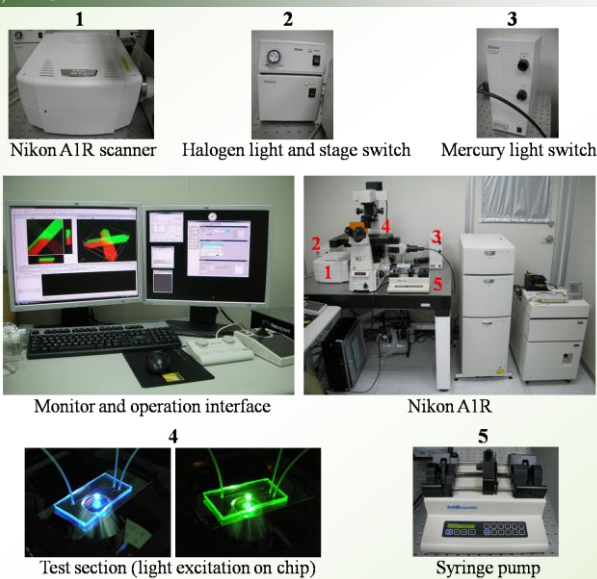 1
2
3
Nikon A1R scanner
Halogen light and stage switch
Mercury light switch
2
1
4
3
5
Monitor and operation interface
Nikon A1R
4
5
Test section (light excitation on chip)
Syringe pump